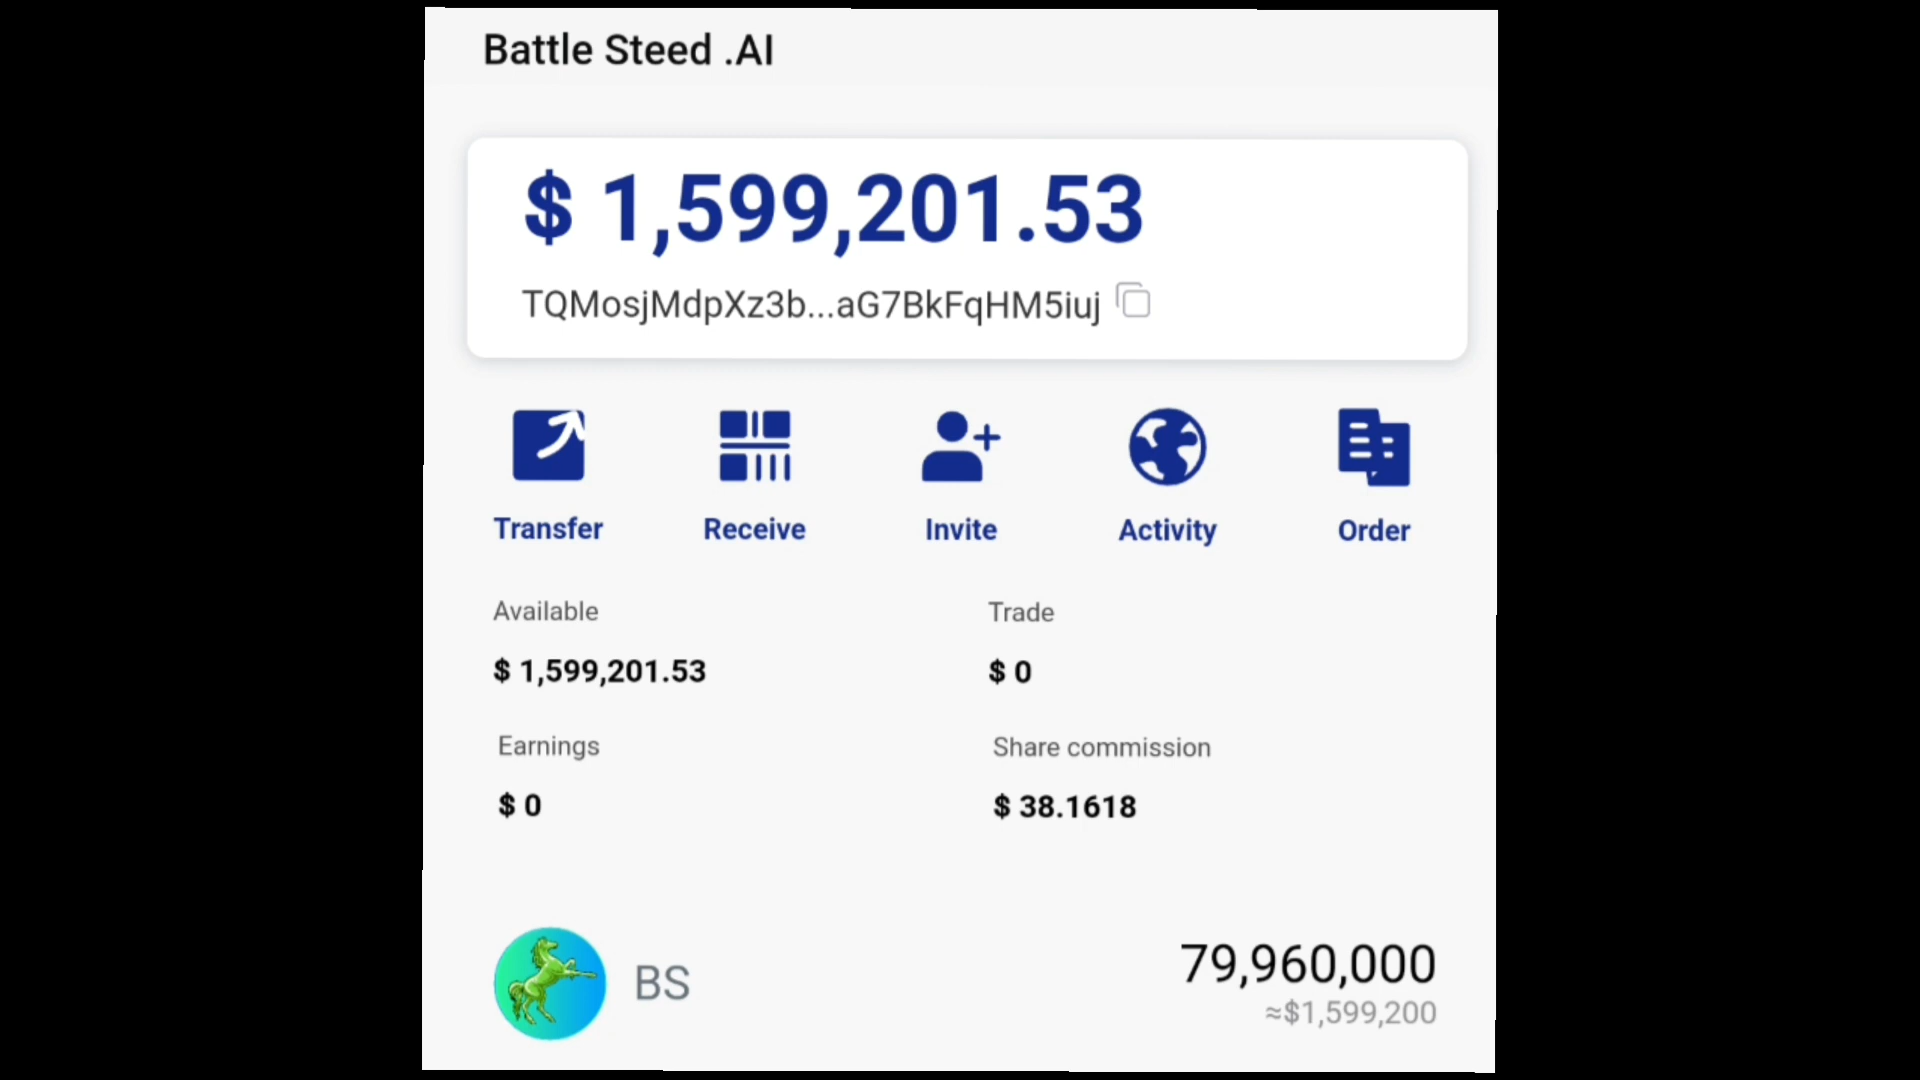 Battle Steed .AI
$ 1,599,201.53
TQMosjMdpXz3b...aG7BkFqHM5iuj
Transfer Receive Invite Activity Order
Available Trade
$ 1,599,201.53 $ 0
Earnings Share commission
$ 0 $ 38.1618
BS 79,960,000
≈$1,599,200